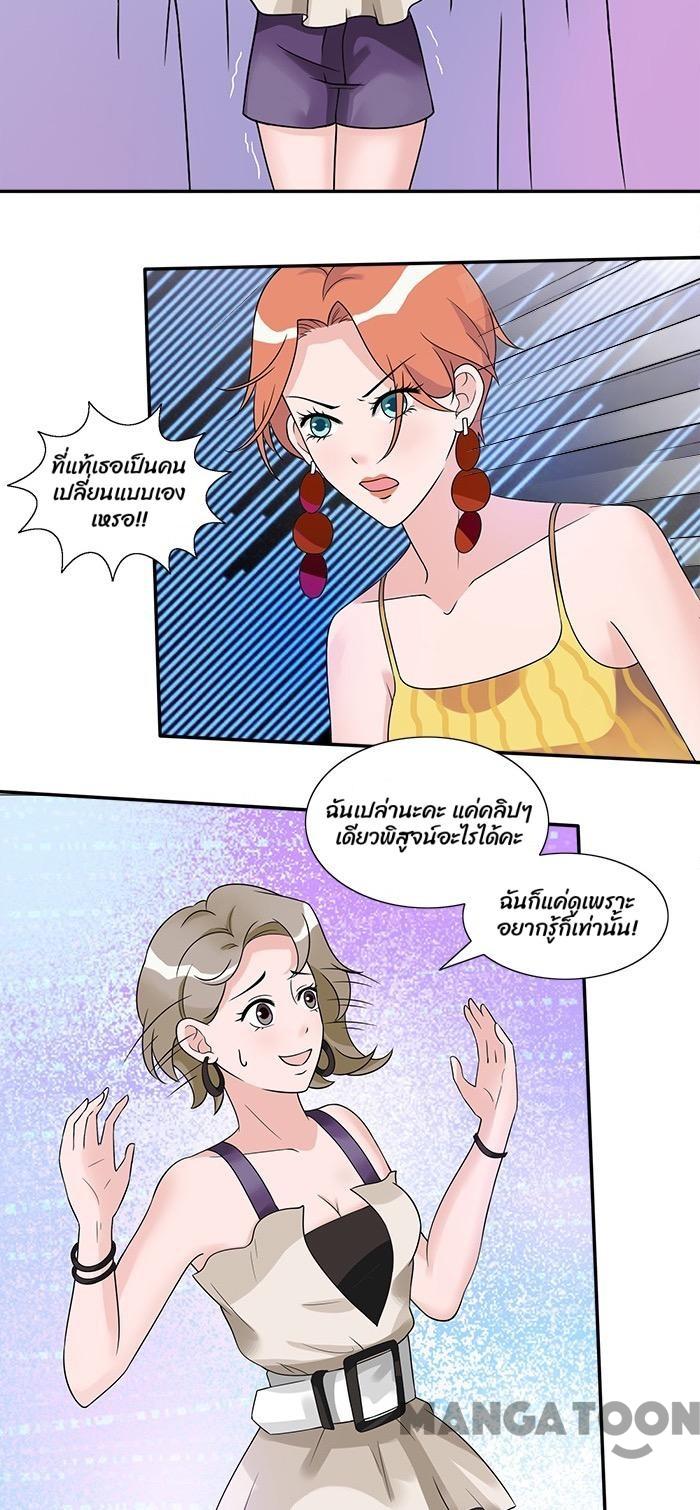 ที่แท้เธอเป็นคน
เปลี่ยนแบบเอง
เหรอ!!
ฉันเปล่านะคะ แค่คลิปๆ
เดียวพิสูจน์อะไรได้คะ
ฉันก็แค่ดูเพราะ
อยากรู้ก็เท่านั้น!
MANGATOON